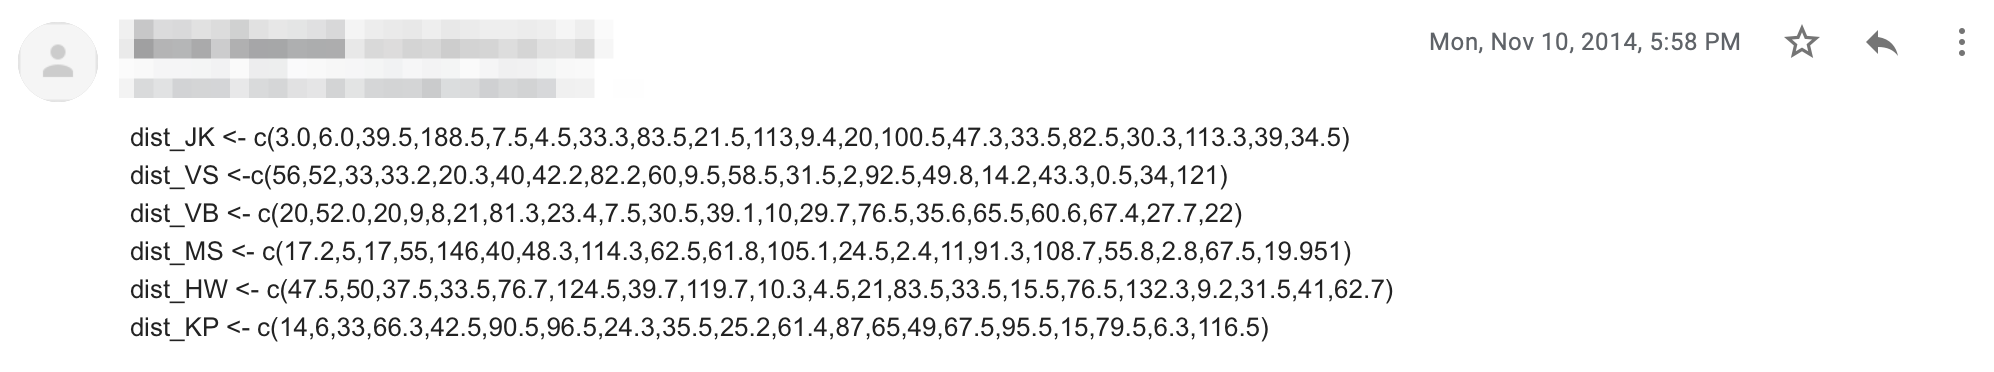 Mon, Nov 10, 2014, 5:58 PM
dist_JK <- c(3.0,6.0,39.5,188.5,7.5,4.5,33.3,83.5,21.5,113,9.4,20,100.5,47.3,33.5,82.5,30.3,113.3,39,34.5)
dist_VS <-c(56,52,33,33.2,20.3,40,42.2,82.2,60,9.5,58.5,31.5,2,92.5,49.8,14.2,43.3,0.5,34,121)
dist_VB <- c(20,52.0,20,9,8,21,81.3,23.4,7.5,30.5,39.1,10,29.7,76.5,35.6,65.5,60.6,67.4,27.7,22)
dist_MS <- c(17.2,5,17,55,146,40,48.3,114.3,62.5,61.8,105.1,24.5,2.4,11,91.3,108.7,55.8,2.8,67.5,19.951)
dist_HW <- c(47.5,50,37.5,33.5,76.7,124.5,39.7,119.7,10.3,4.5,21,83.5,33.5,15.5,76.5,132.3,9.2,31.5,41,62.7)
dist_KP <- c(14,6,33,66.3,42.5,90.5,96.5,24.3,35.5,25.2,61.4,87,65,49,67.5,95.5,15,79.5,6.3,116.5)